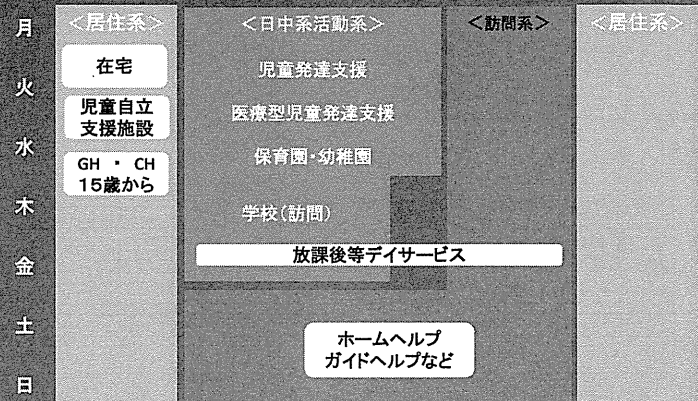 月
火
水
木
金
土
日
<居住系>
在宅
児童自立
支援施設
GH ・ CH
15歳から
<日中系活動系>
児童発達支援
医療型児童発達支援
保育園・幼稚園
学校(訪問)
放課後等デイサービス
ホームヘルプ
ガイドヘルプなど
<訪問系>
<居住系>